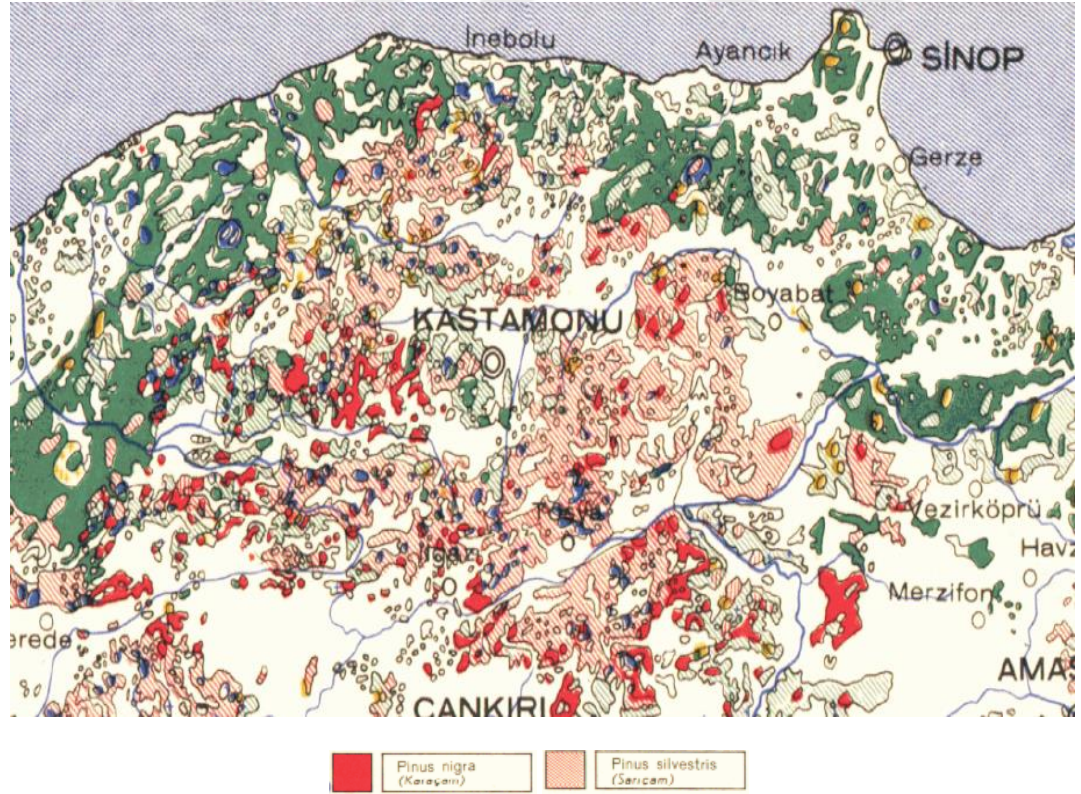 İnebolu
Ayancık
SİNOP
Gerze
Boyabat
KASTAMONU
Tosya
Ilgaz
Vezirköprü
Havz
Merzifon
erede
AMAS
ÇANKIRI
Pinus nigra
(Karaçam)
Pinus silvestris
(Sarıçam)